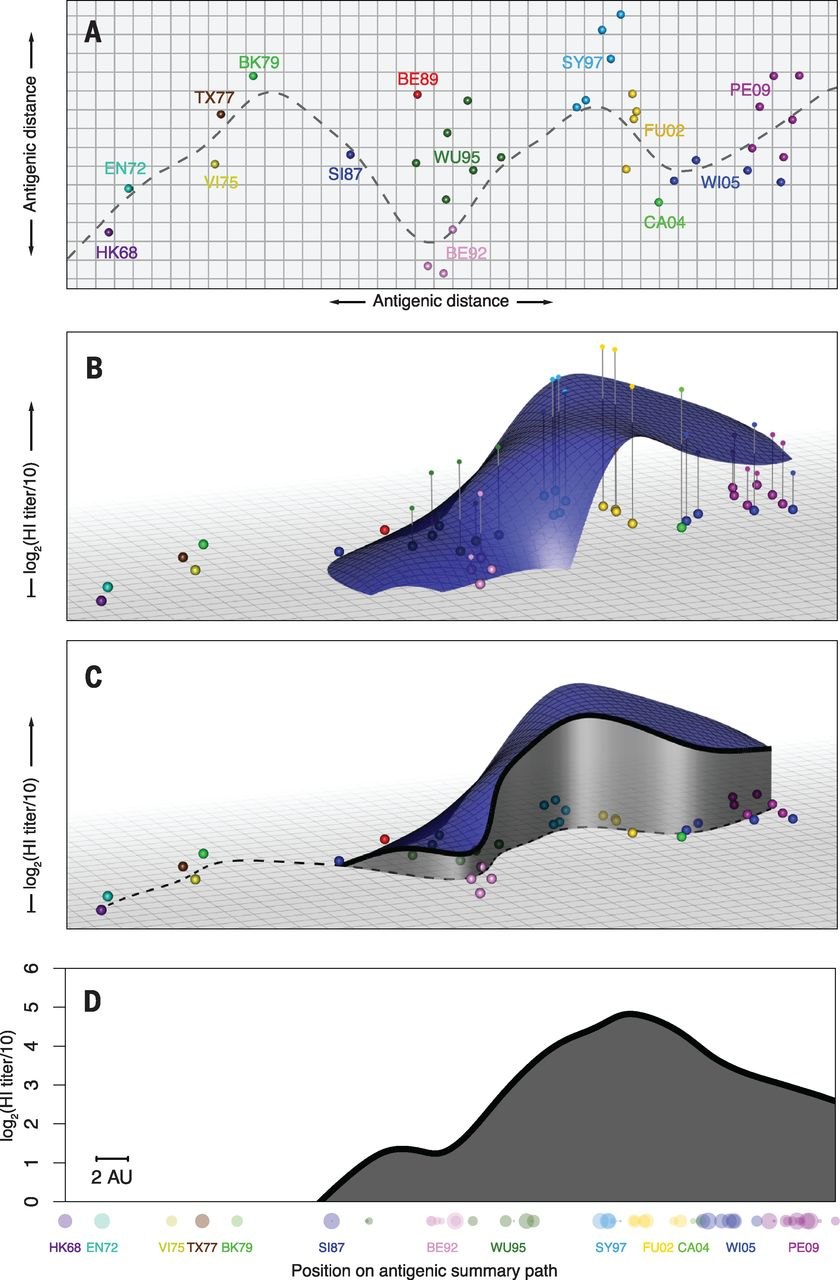 A
Antigenic distance
BK79
TX77
EN72
VI75
HK68
BE89
SI87
WU95
BE92
SY97
FU02
PE09
WI05
CA04
Antigenic distance
B
log2(HI titer/10)
C
log2(HI titer/10)
D
log2(HI titer/10)
6
5
4
3
2
1
0
2 AU
HK68 EN72 VI75 TX77 BK79 SI87 BE92 WU95 SY97 FU02 CA04 WI05 PE09
Position on antigenic summary path